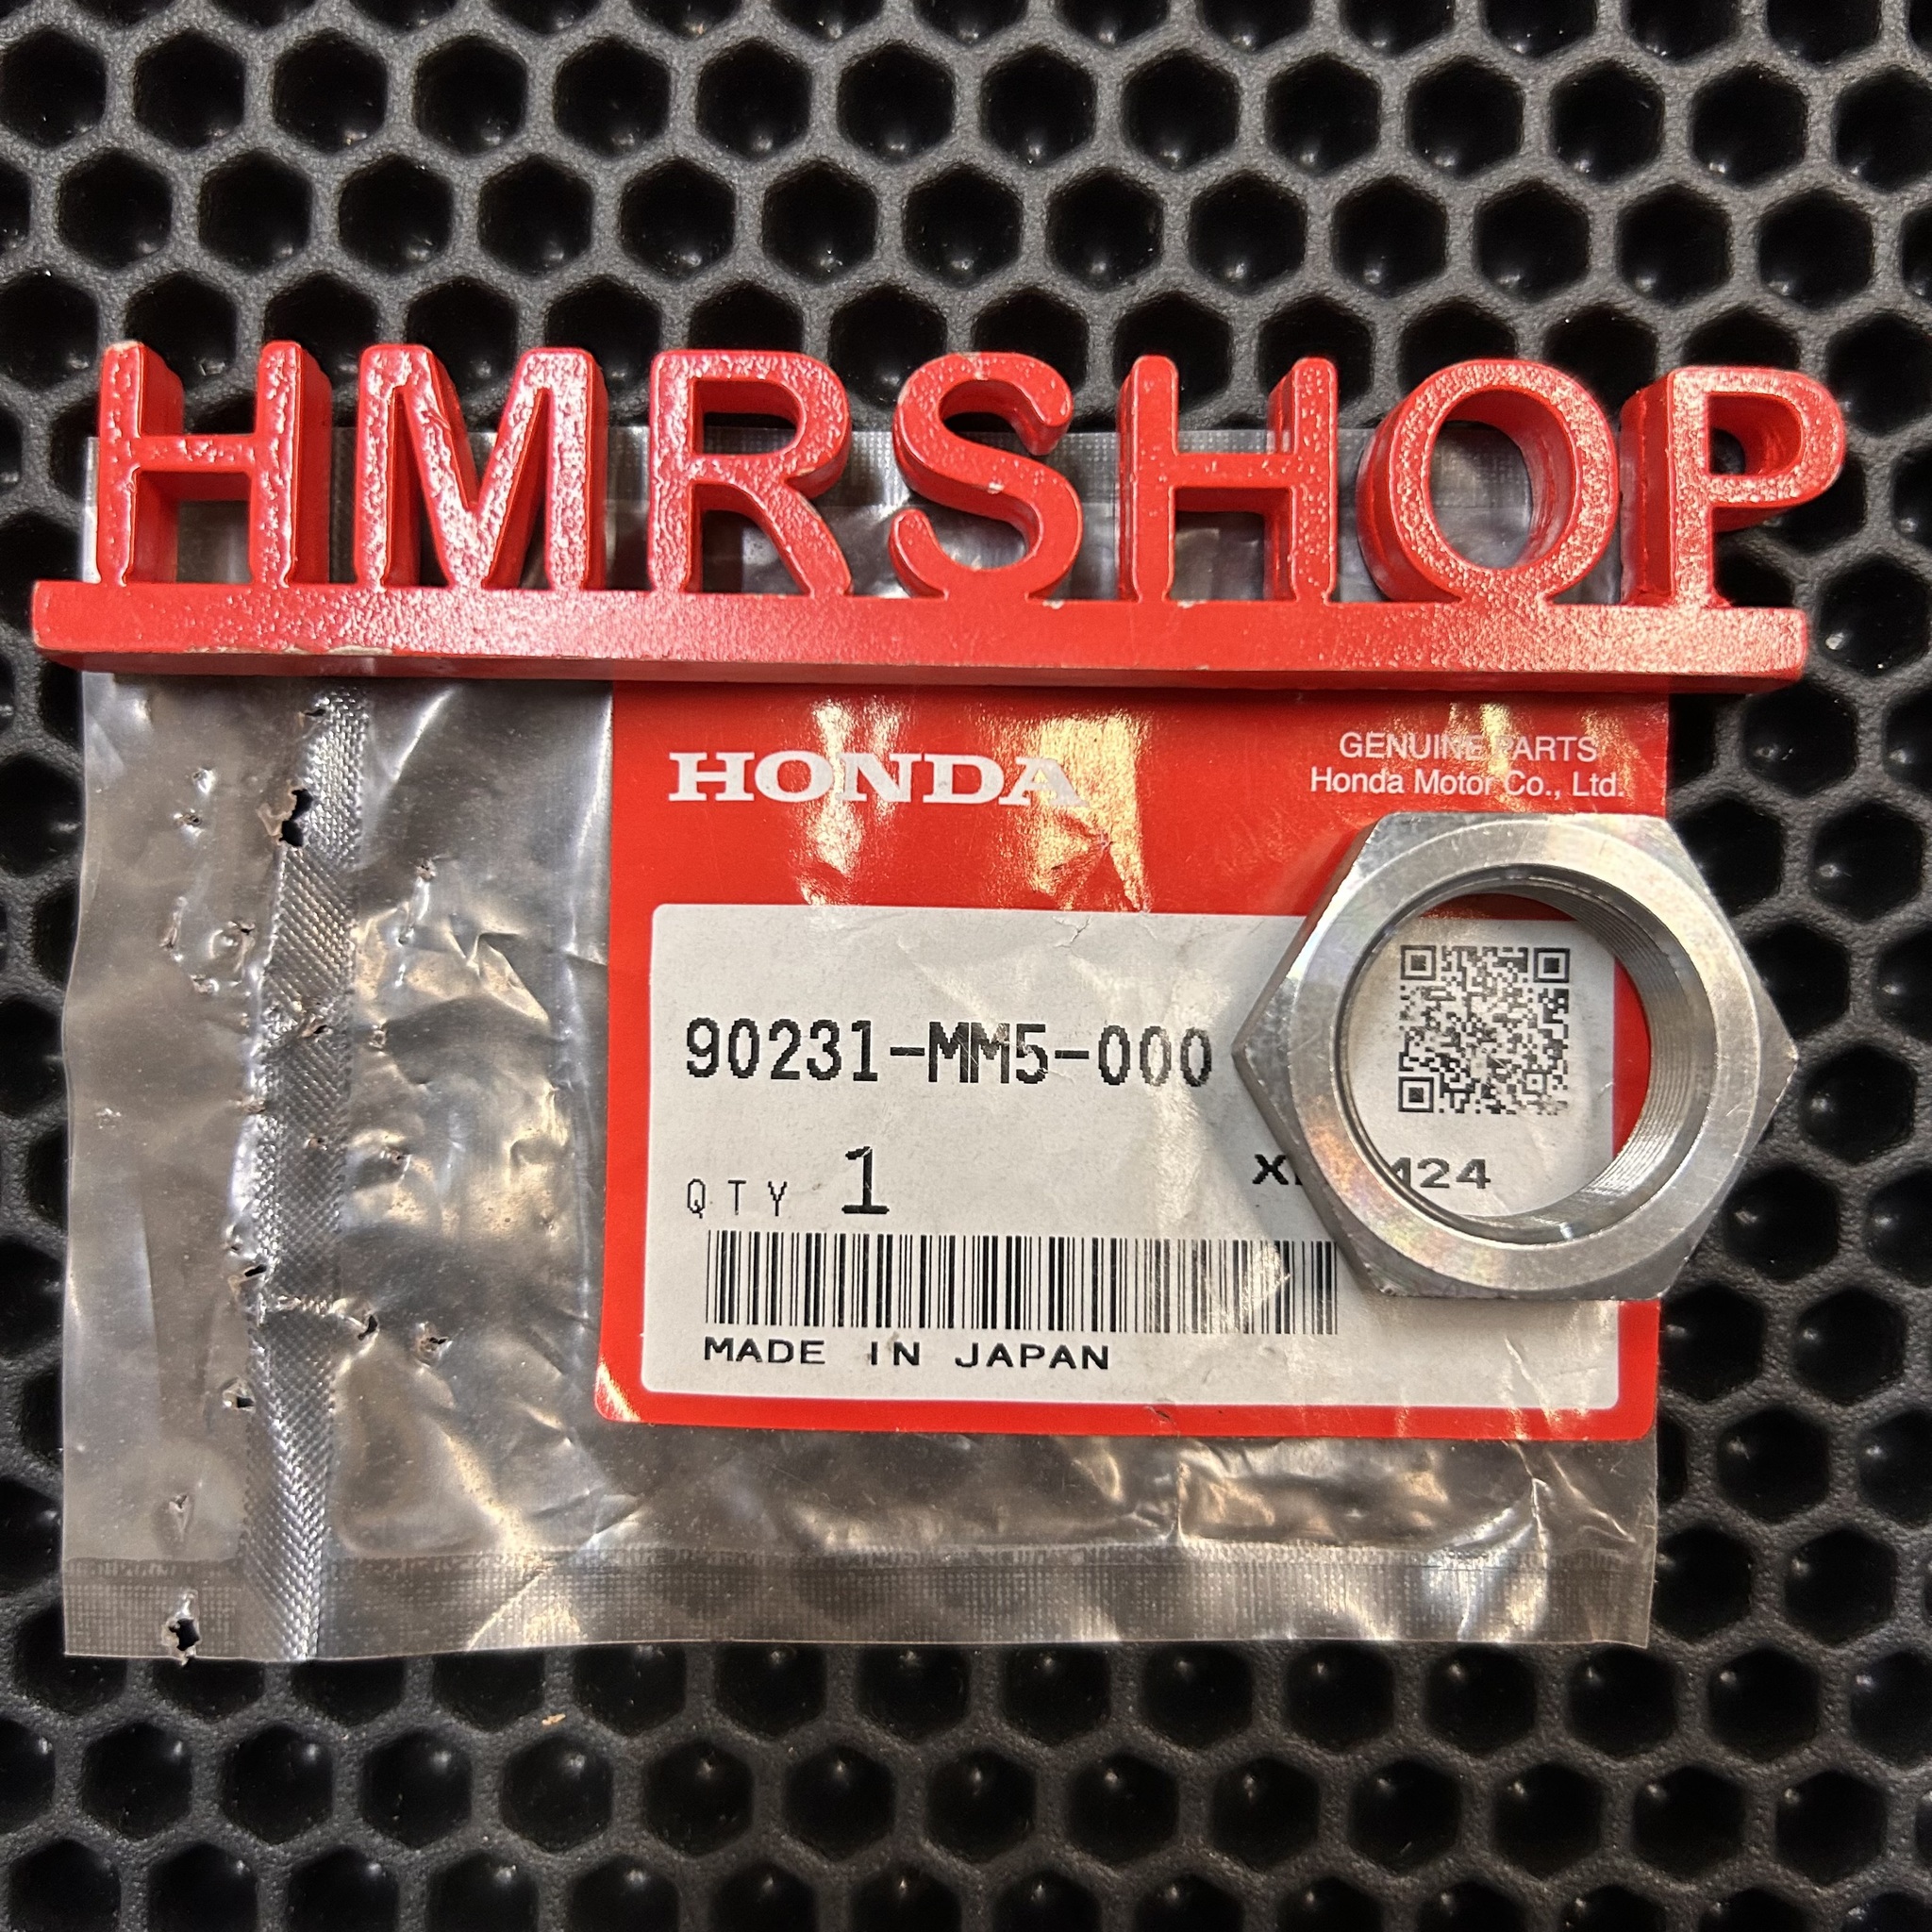 HMRSHOP
HONDA
GENUINE PARTS
Honda Motor Co., Ltd.
90231-MM5-000
QTY 1
MADE IN JAPAN